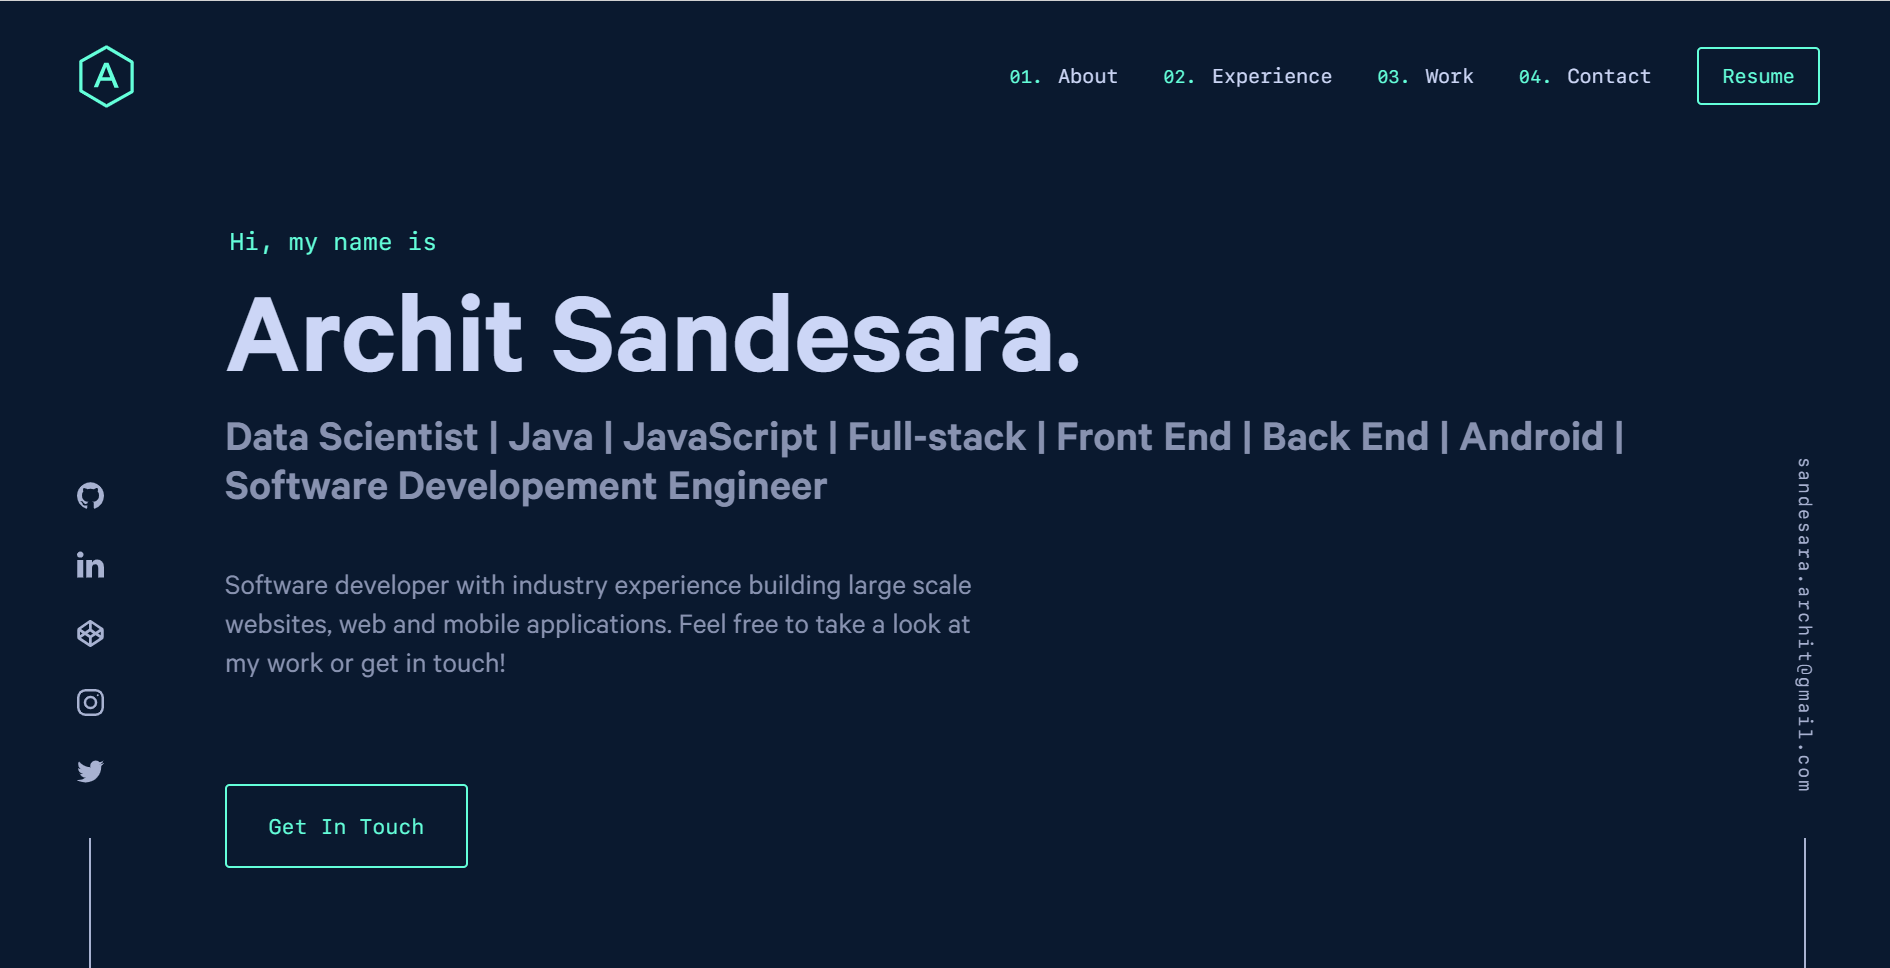 A
01. About 02. Experience 03. Work 04. Contact Resume
Hi, my name is
Archit Sandesara.
Data Scientist | Java | JavaScript | Full-stack | Front End | Back End | Android |
Software Developement Engineer
Software developer with industry experience building large scale
websites, web and mobile applications. Feel free to take a look at
my work or get in touch!
Get In Touch
in
sandesara.archit@gmail.com